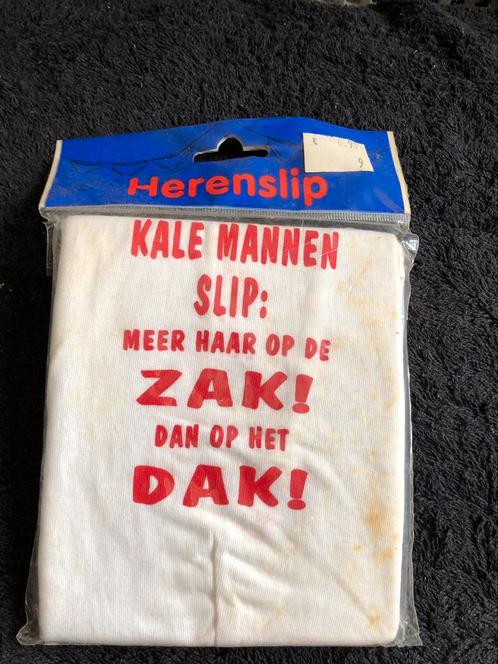 Herenslip
KALE MANNEN
SLIP:
MEER HAAR OP DE
ZAK!
DAN OP HET
DAK!